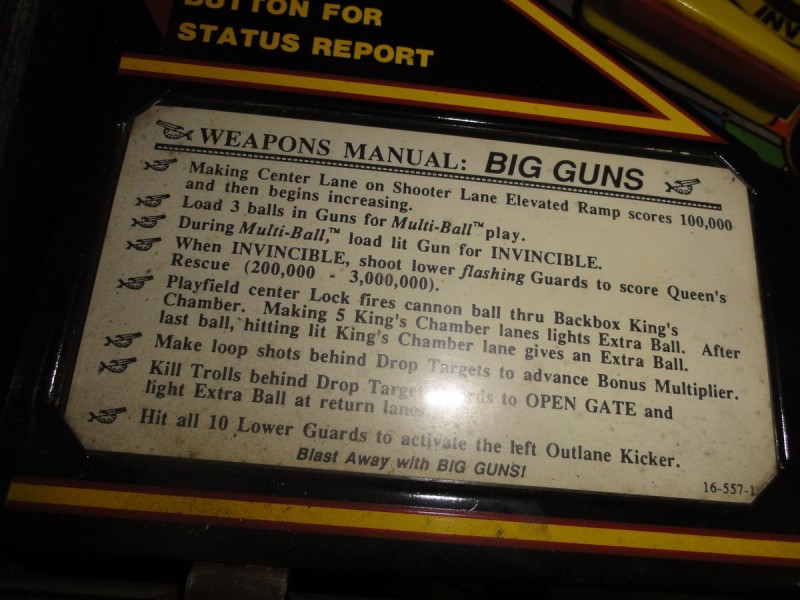 BUTTON FOR
STATUS REPORT
INV
WEAPONS MANUAL: BIG GUNS
Making Center Lane on Shooter Lane Elevated Ramp scores 100,000
and then begins increasing.
Load 3 balls in Guns for Multi-Ball™ play.
During Multi-Ball,™ load lit Gun for INVINCIBLE.
When INVINCIBLE, shoot lower flashing Guards to score Queen's
Rescue (200,000 - 3,000,000).
Playfield center Lock fires cannon ball thru Backbox King's
Chamber. Making 5 King's Chamber lanes lights Extra Ball. After
last ball, hitting lit King's Chamber lane gives an Extra Ball.
Make loop shots behind Drop Targets to advance Bonus Multiplier.
Kill Trolls behind Drop to OPEN GATE and
light Extra Ball at return lanes
Hit all 10 Lower Guards to activate the left Outlane Kicker.
Blast Away with BIG GUNS!
16-557-1